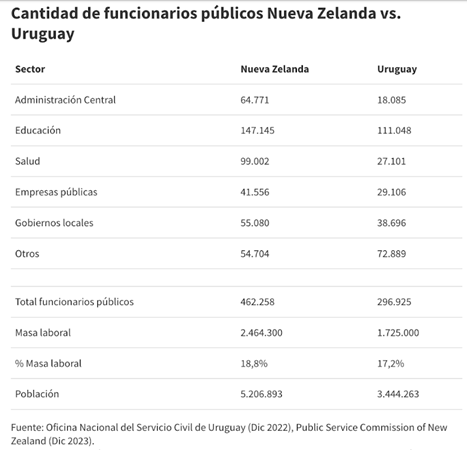 Cantidad de funcionarios públicos Nueva Zelanda vs.
Uruguay
Sector Nueva Zelanda Uruguay
Administración Central 64.771 18.085
Educación 147.145 111.048
Salud 99.002 27.101
Empresas públicas 41.556 29.106
Gobiernos locales 55.080 38.696
Otros 54.704 72.889
Total funcionarios públicos 462.258 296.925
Masa laboral 2.464.300 1.725.000
% Masa laboral 18,8% 17,2%
Población 5.206.893 3.444.263
Fuente: Oficina Nacional del Servicio Civil de Uruguay (Dic 2022), Public Service Commission of New
Zealand (Dic 2023).